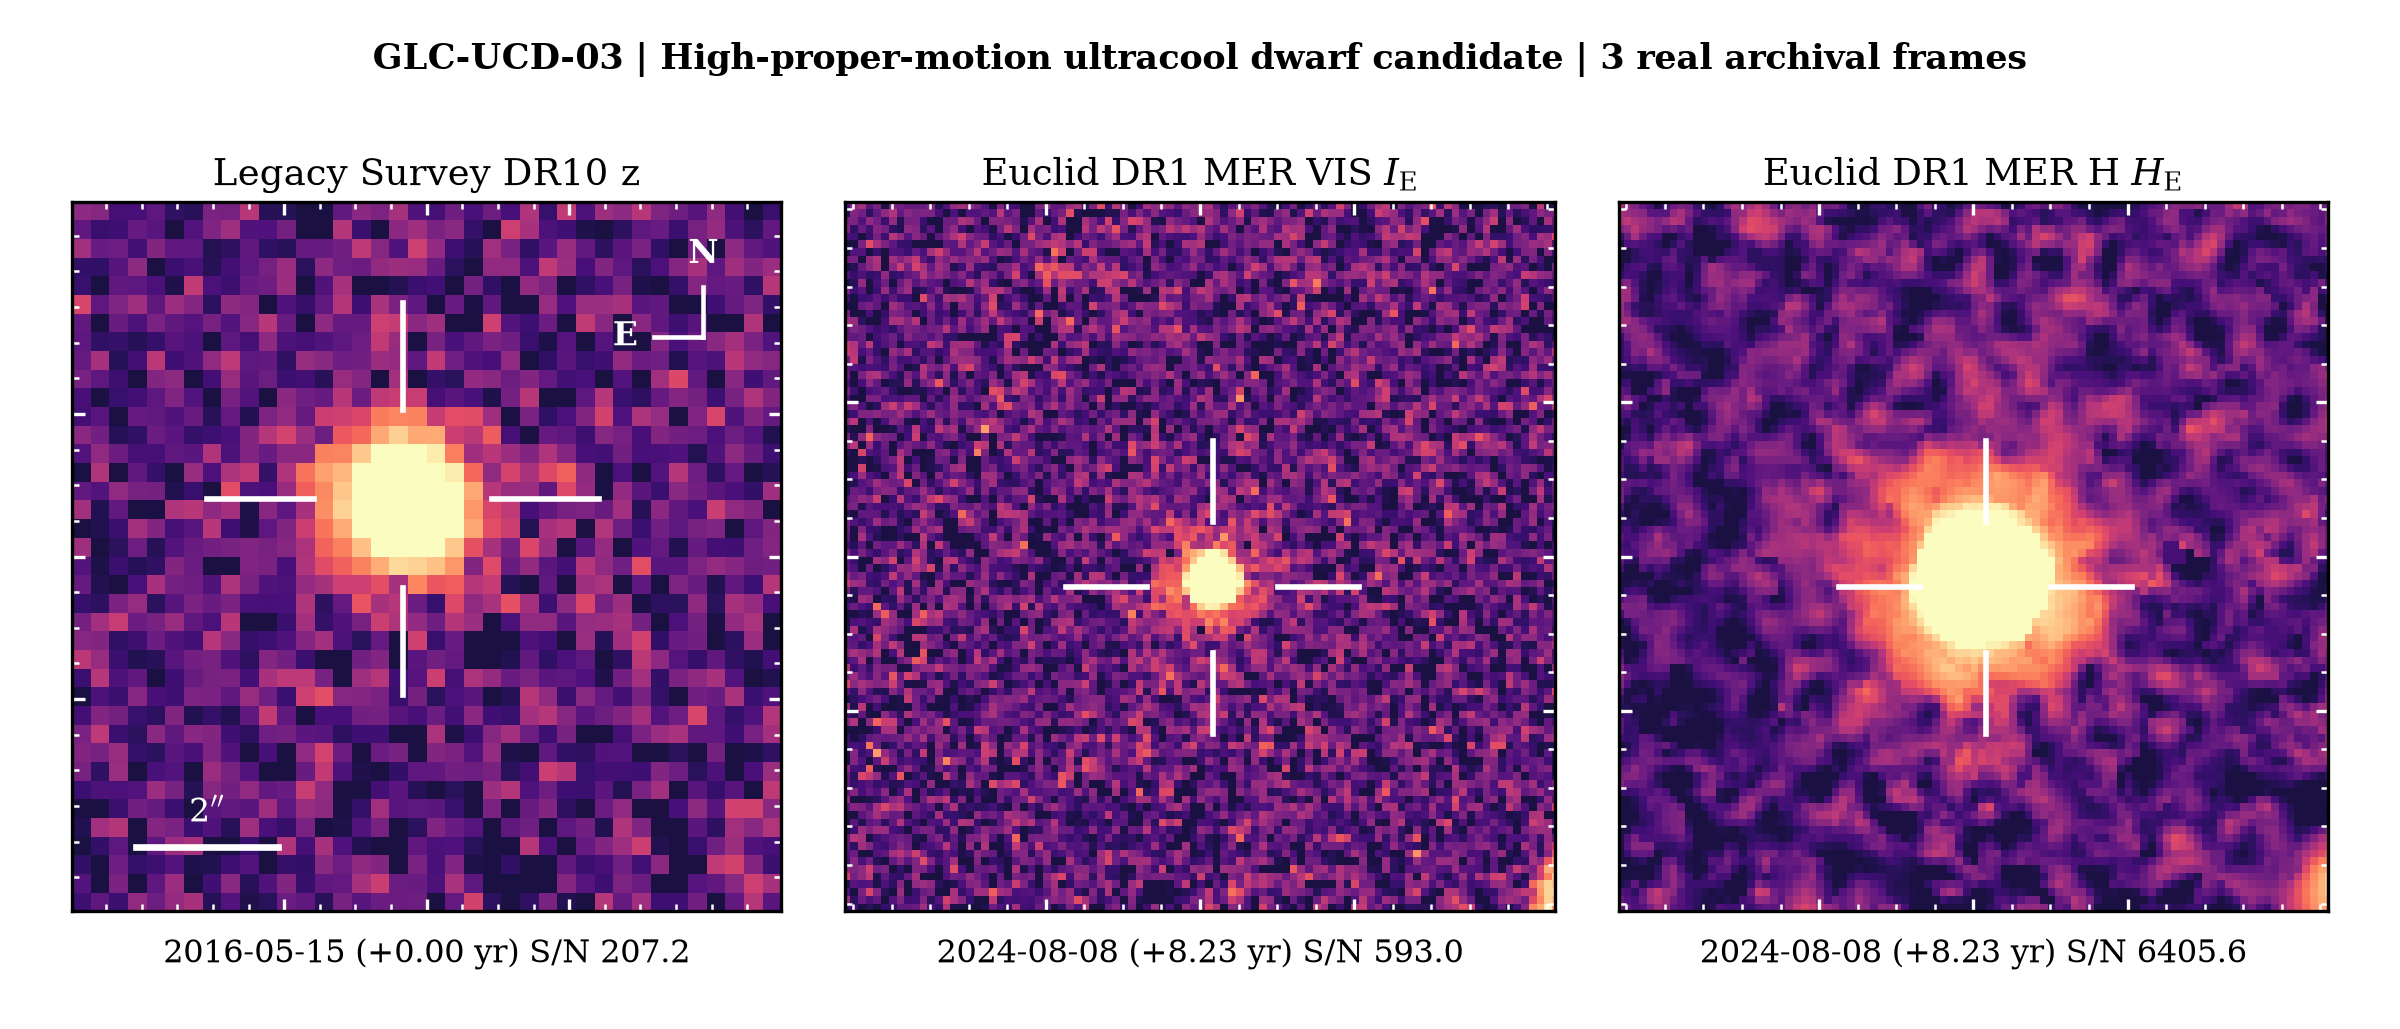 GLC-UCD-03 | High-proper-motion ultracool dwarf candidate | 3 real archival frames
Legacy Survey DR10 z
Euclid DR1 MER VIS I_E
Euclid DR1 MER H H_E
N
E
2″
2016-05-15 (+0.00 yr) S/N 207.2
2024-08-08 (+8.23 yr) S/N 593.0
2024-08-08 (+8.23 yr) S/N 6405.6